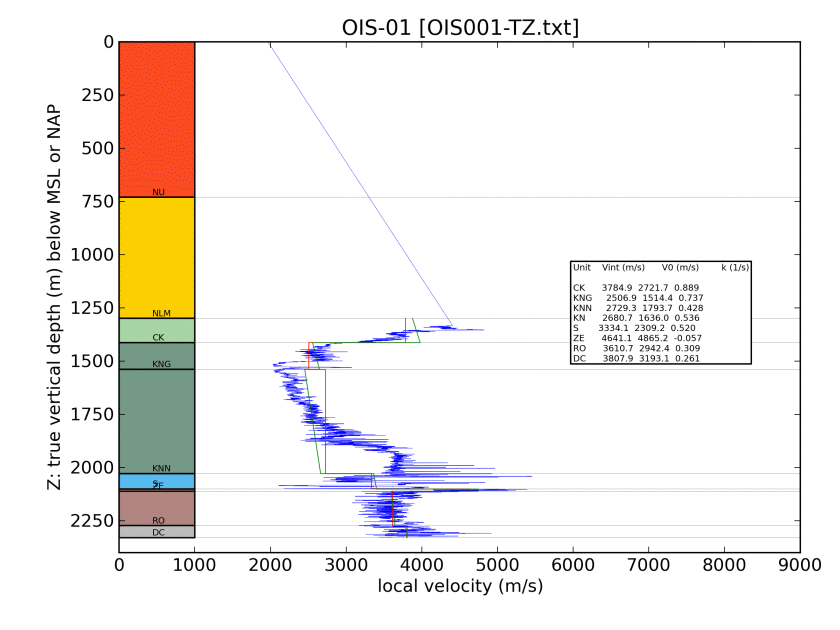 OIS-01 [OIS001-TZ.txt]
Z: true vertical depth (m) below MSL or NAP
0
250
500
750
1000
1250
1500
1750
2000
2250
NU
NLM
CK
KNG
KNN
S
ZE
RO
DC
Unit Vint (m/s) V0 (m/s) k (1/s)
CK 3784.9 2721.7 0.889
KNG 2506.9 1514.4 0.737
KNN 2729.3 1793.7 0.428
KN 2680.7 1636.0 0.536
S 3334.1 2309.2 0.520
ZE 4641.1 4865.2 -0.057
RO 3610.7 2942.4 0.309
DC 3807.9 3193.1 0.261
0 1000 2000 3000 4000 5000 6000 7000 8000 9000
local velocity (m/s)